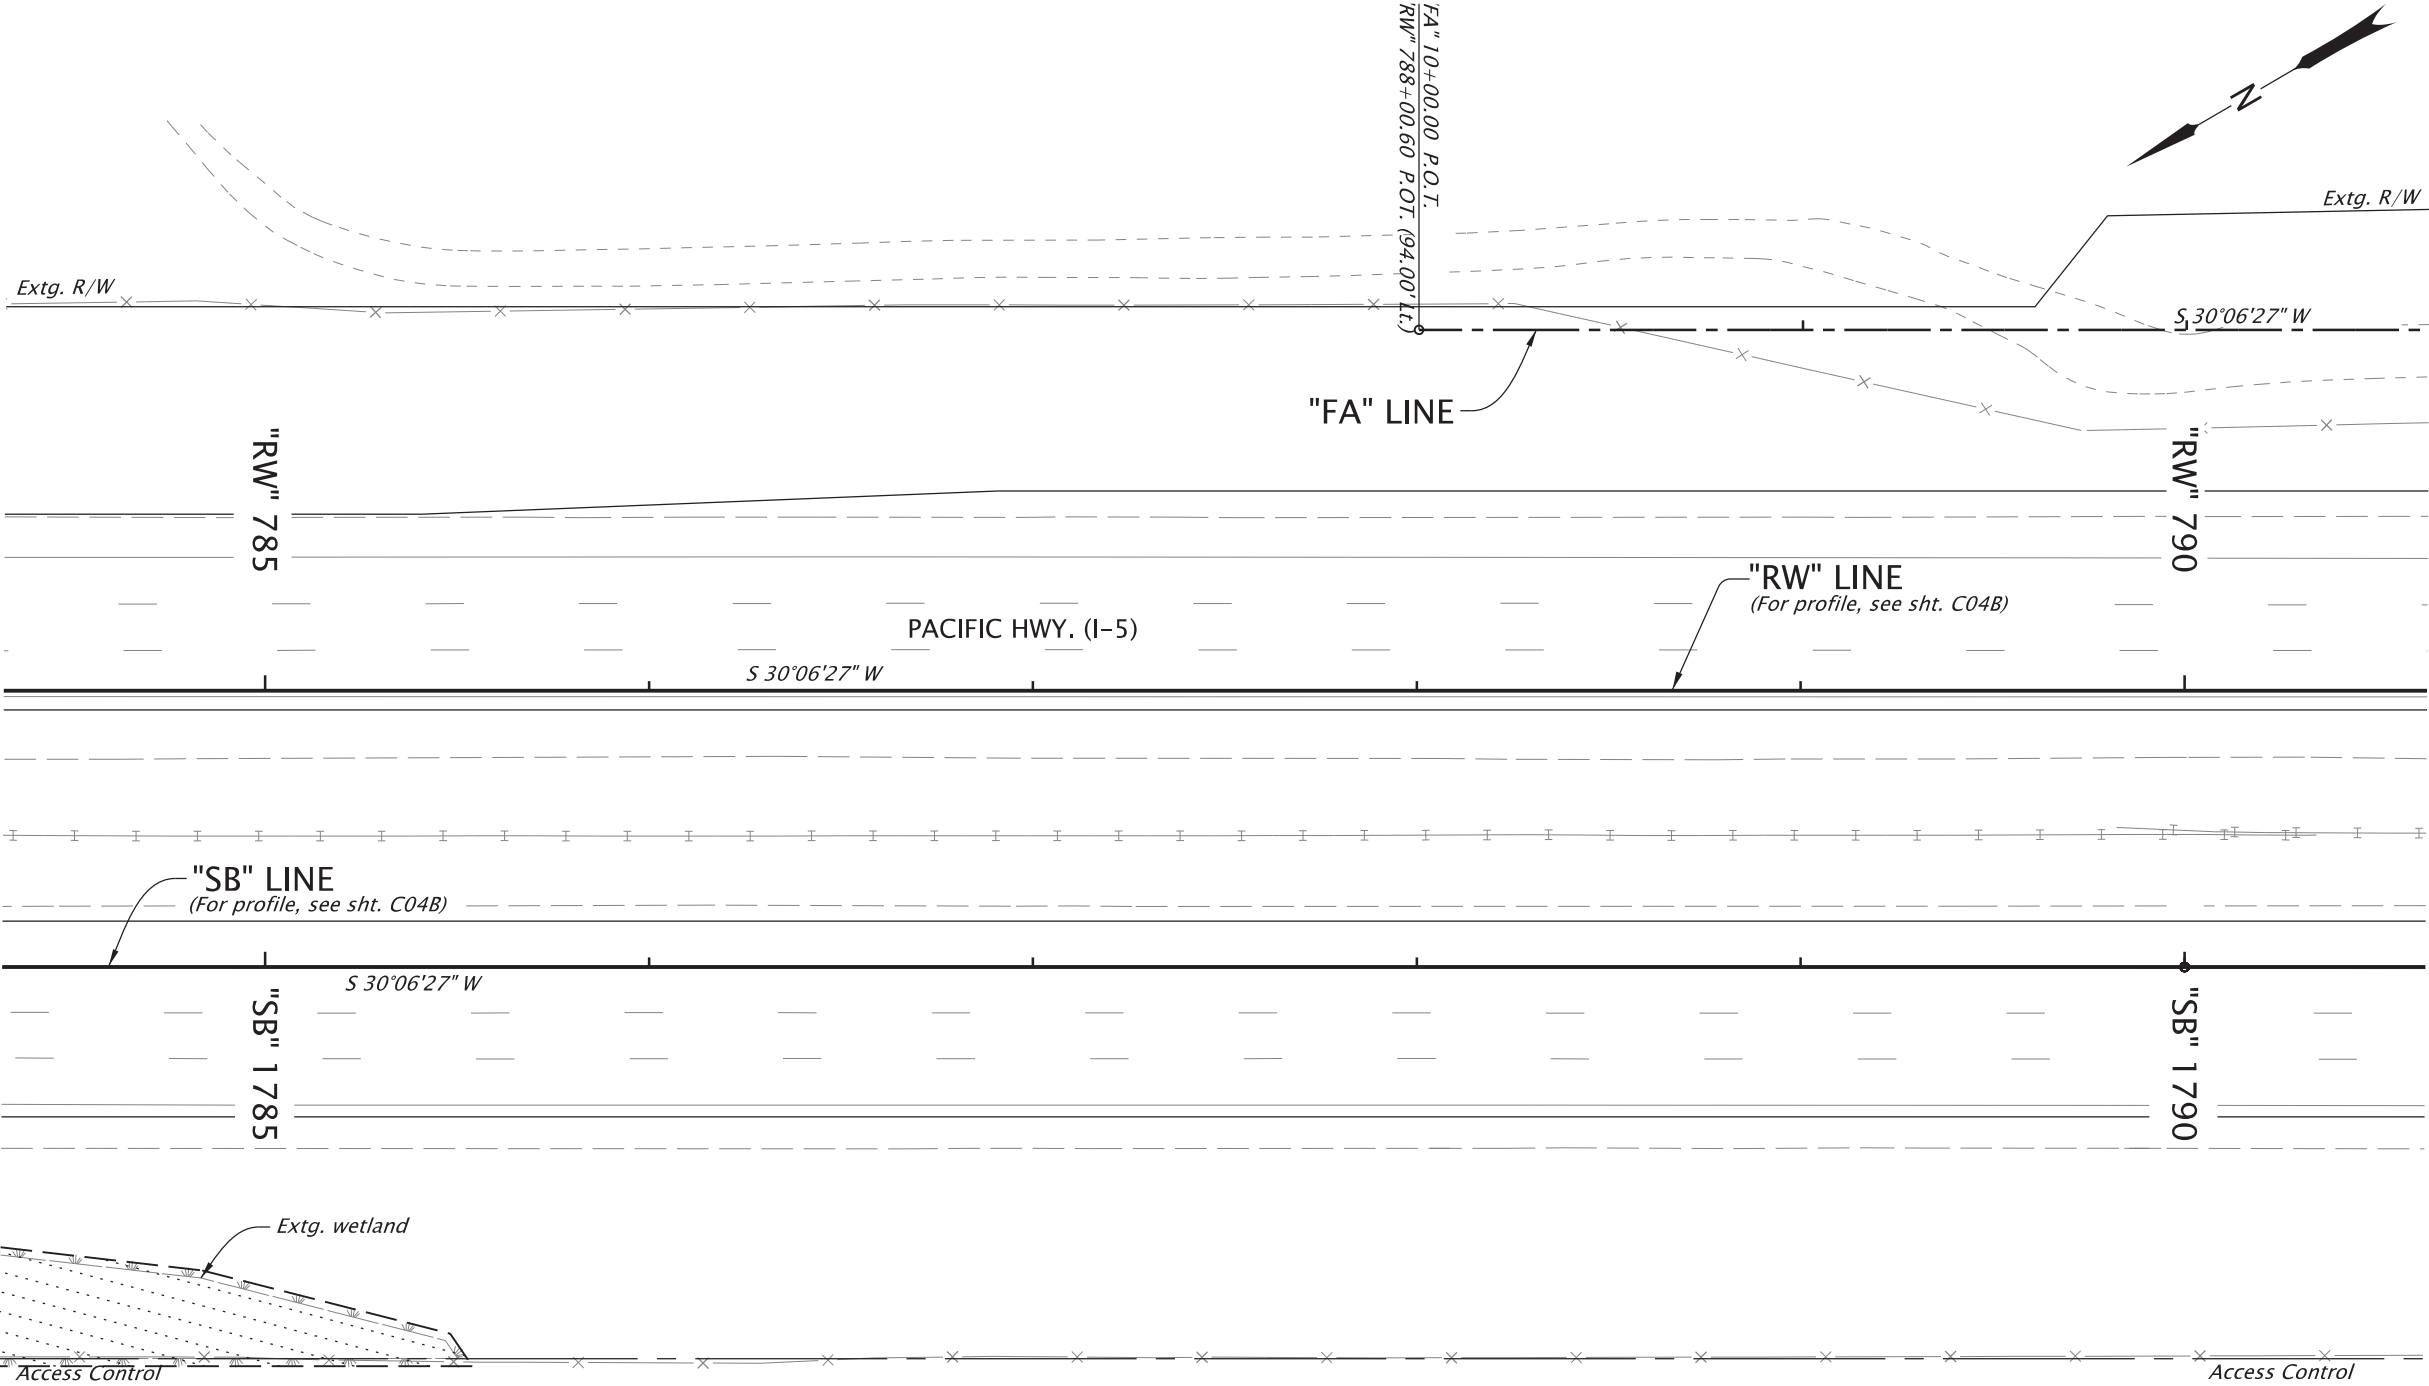 "FA" 10+00.00 P.O.T.
"RW" 788+00.60 P.OT. (94.00' Lt.)
N
Extg. R/W
Extg. R/W
S 30°06'27" W
"FA" LINE
"RW" 785
"RW" 790
"RW" LINE
(For profile, see sht. C04B)
PACIFIC HWY. (I-5)
S 30°06'27" W
"SB" LINE
(For profile, see sht. C04B)
S 30°06'27" W
"SB" 1785
"SB" 1790
Extg. wetland
Access Control
Access Control